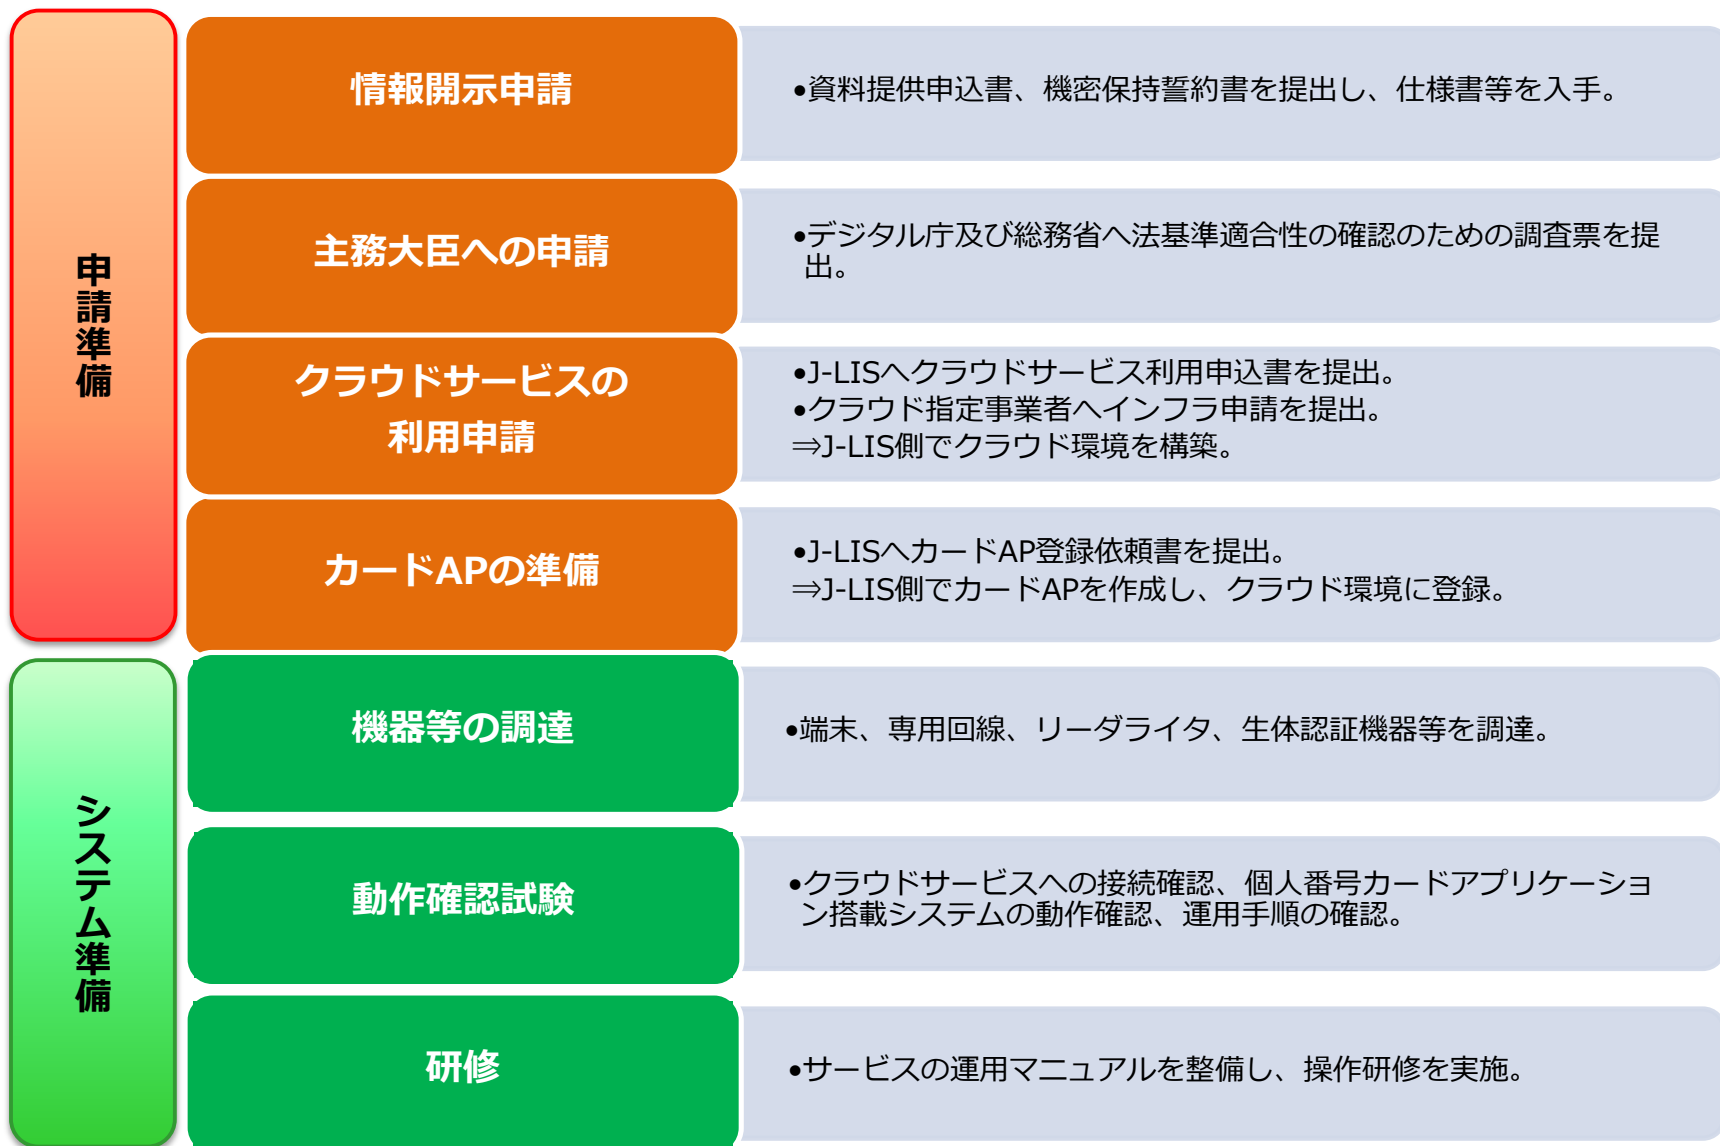 申請準備
情報開示申請
•資料提供申込書、機密保持誓約書を提出し、仕様書等を入手。
主務大臣への申請
•デジタル庁及び総務省へ法基準適合性の確認のための調査票を提
出。
クラウドサービスの
利用申請
•J-LISへクラウドサービス利用申込書を提出。
•クラウド指定事業者へインフラ申請を提出。
⇒J-LIS側でクラウド環境を構築。
カードAPの準備
•J-LISへカードAP登録依頼書を提出。
⇒J-LIS側でカードAPを作成し、クラウド環境に登録。
システム準備
機器等の調達
•端末、専用回線、リーダライタ、生体認証機器等を調達。
動作確認試験
•クラウドサービスへの接続確認、個人番号カードアプリケーショ
ン搭載システムの動作確認、運用手順の確認。
研修
•サービスの運用マニュアルを整備し、操作研修を実施。